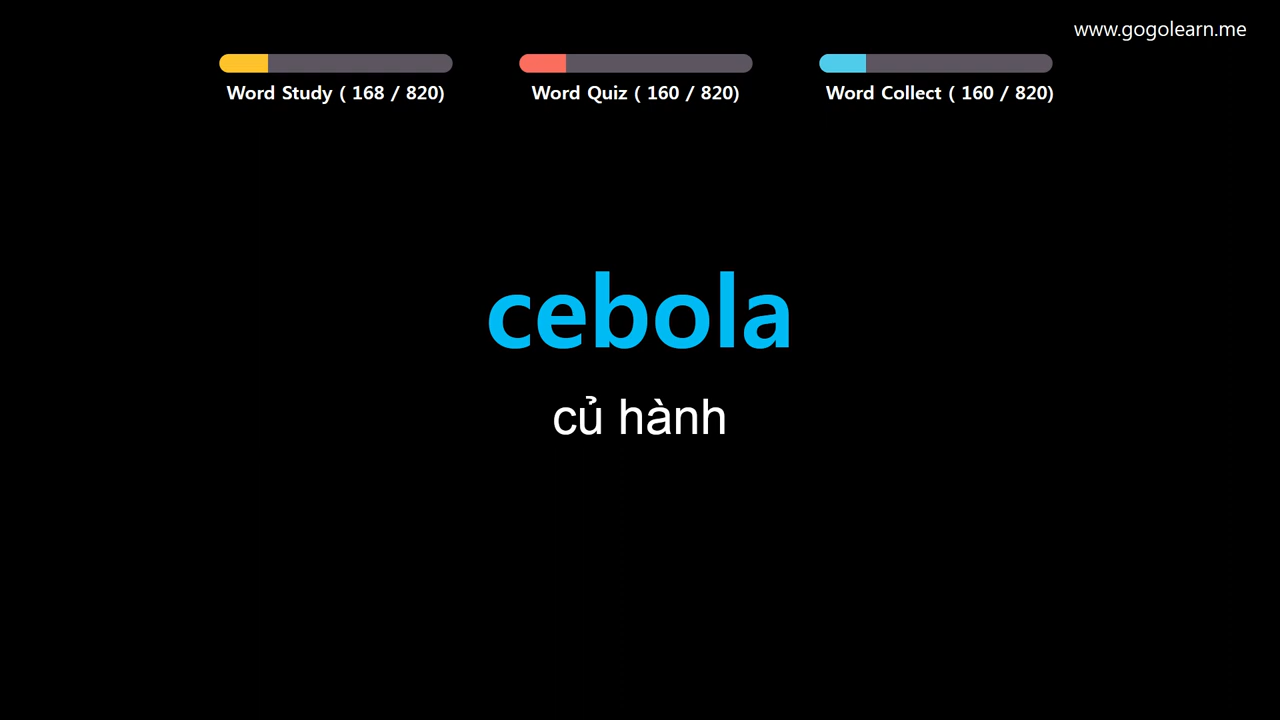 www.gogolearn.me
Word Study ( 168 / 820)
Word Quiz ( 160 / 820)
Word Collect ( 160 / 820)
cebola
củ hành